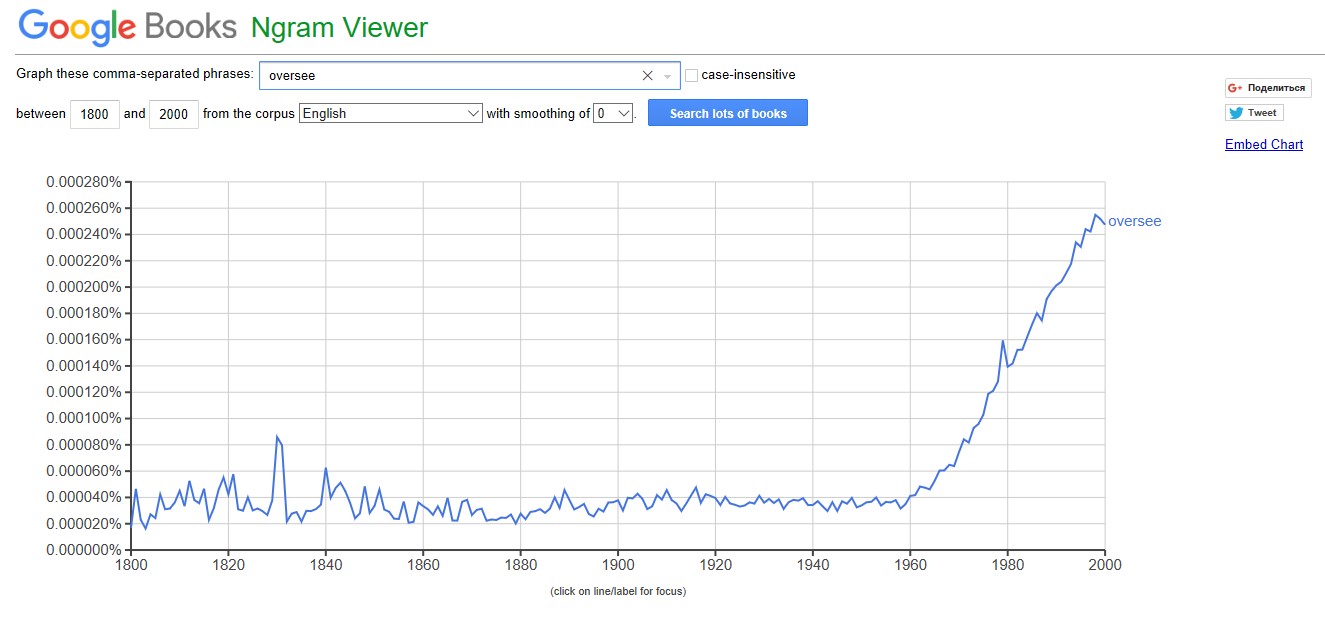 Google Books Ngram Viewer
Graph these comma-separated phrases: oversee case-insensitive
between 1800 and 2000 from the corpus English with smoothing of 0 . Search lots of books
G+ Поделиться
Tweet
Embed Chart
0.000280%
0.000260%
0.000240%
0.000220%
0.000200%
0.000180%
0.000160%
0.000140%
0.000120%
0.000100%
0.000080%
0.000060%
0.000040%
0.000020%
0.000000%
oversee
1800 1820 1840 1860 1880 1900 1920 1940 1960 1980 2000
(click on line/label for focus)